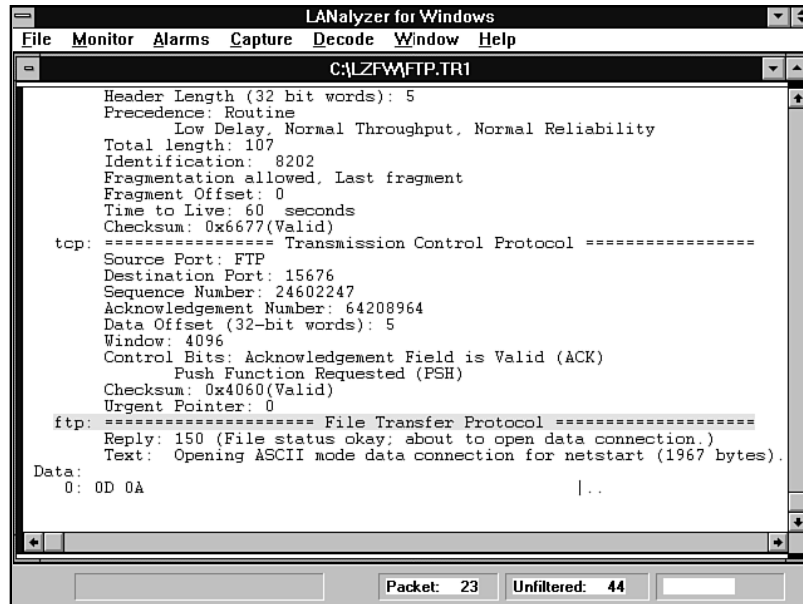 LANalyzer for Windows
File Monitor Alarms Capture Decode Window Help
C:\LZFW\FTP.TR1
Header Length (32 bit words): 5
Precedence: Routine
Low Delay, Normal Throughput, Normal Reliability
Total length: 107
Identification: 8202
Fragmentation allowed, Last fragment
Fragment Offset: 0
Time to Live: 60 seconds
Checksum: 0x6677(Valid)
tcp: ================= Transmission Control Protocol =================
Source Port: FTP
Destination Port: 15676
Sequence Number: 24602247
Acknowledgement Number: 64208964
Data Offset (32-bit words): 5
Window: 4096
Control Bits: Acknowledgement Field is Valid (ACK)
Push Function Requested (PSH)
Checksum: 0x4060(Valid)
Urgent Pointer: 0
ftp: ===================== File Transfer Protocol ====================
Reply: 150 (File status okay; about to open data connection.)
Text: Opening ASCII mode data connection for netstart (1967 bytes).
Data:
0: 0D 0A |..
Packet: 23 Unfiltered: 44